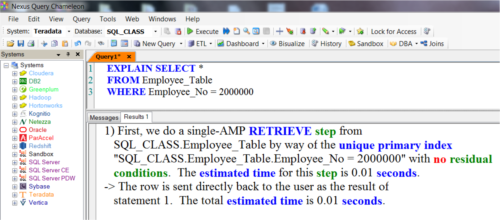 Nexus Query Chameleon
File Edit View Query Tools Web Windows Help
Execute
Lock for Access
System: Teradata Database: SQL_CLASS New Query ETL Dashboard Bisualize History Sandbox DBA Joins
Systems
Query1*
Systems
Cloudera
DB2
Greenplum
Hadoop
Hortonworks
Kognitio
Netezza
Oracle
ParAccel
Redshift
Sandbox
SQL Server
SQL Server CE
SQL Server PDW
Sybase
Teradata
Vertica
1 EXPLAIN SELECT *
2 FROM Employee_Table
3 WHERE Employee_No = 2000000
Messages Results 1
1) First, we do a single-AMP RETRIEVE step from
SQL_CLASS.Employee_Table by way of the unique primary index
"SQL_CLASS.Employee_Table.Employee_No = 2000000" with no residual
conditions. The estimated time for this step is 0.01 seconds.
-> The row is sent directly back to the user as the result of
statement 1. The total estimated time is 0.01 seconds.